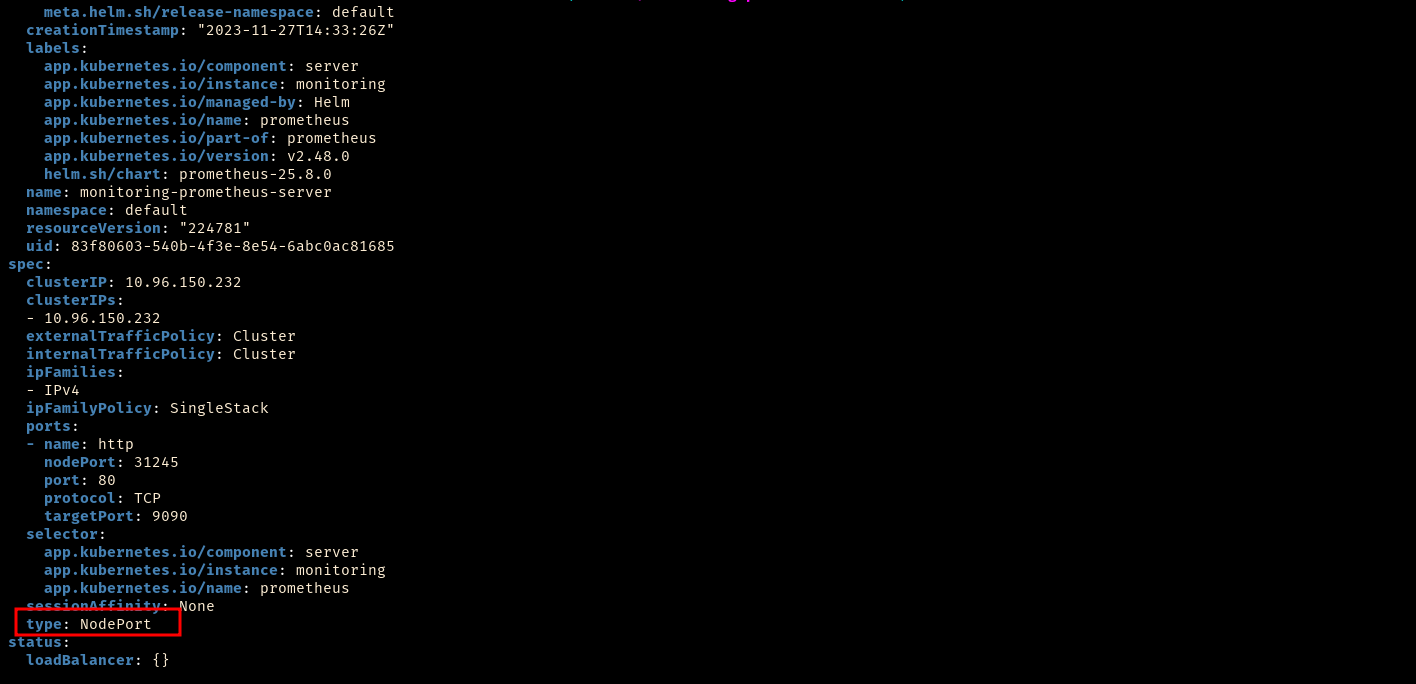 meta.helm.sh/release-namespace: default
creationTimestamp: "2023-11-27T14:33:26Z"
labels:
app.kubernetes.io/component: server
app.kubernetes.io/instance: monitoring
app.kubernetes.io/managed-by: Helm
app.kubernetes.io/name: prometheus
app.kubernetes.io/part-of: prometheus
app.kubernetes.io/version: v2.48.0
helm.sh/chart: prometheus-25.8.0
name: monitoring-prometheus-server
namespace: default
resourceVersion: "224781"
uid: 83f80603-540b-4f3e-8e54-6abc0ac81685
spec:
clusterIP: 10.96.150.232
clusterIPs:
- 10.96.150.232
externalTrafficPolicy: Cluster
internalTrafficPolicy: Cluster
ipFamilies:
- IPv4
ipFamilyPolicy: SingleStack
ports:
- name: http
nodePort: 31245
port: 80
protocol: TCP
targetPort: 9090
selector:
app.kubernetes.io/component: server
app.kubernetes.io/instance: monitoring
app.kubernetes.io/name: prometheus
sessionAffinity: None
type: NodePort
status:
loadBalancer: {}